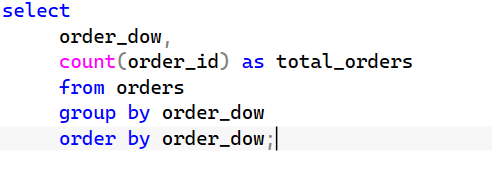 select
order_dow,
count(order_id) as total_orders
from orders
group by order_dow
order by order_dow;